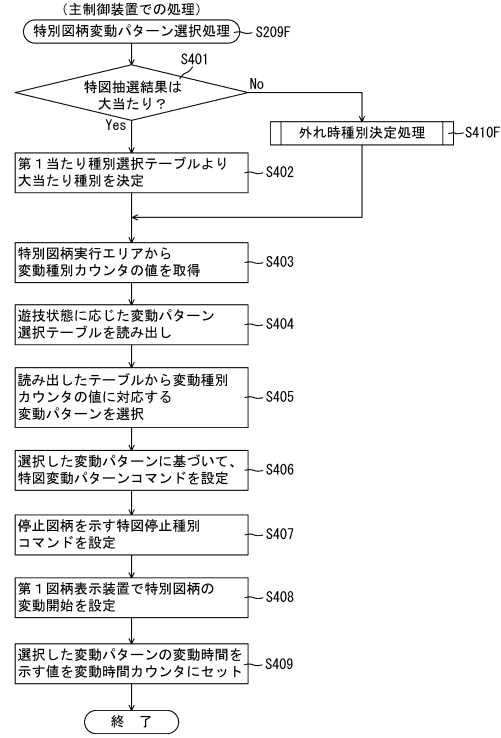 （主制御装置での処理）
特別図柄変動パターン選択処理
S209F
S401
特図抽選結果は
大当たり？
No
Yes
外れ時種別決定処理
S410F
第１当たり種別選択テーブルより
大当たり種別を決定
S402
特別図柄実行エリアから
変動種別カウンタの値を取得
S403
遊技状態に応じた変動パターン
選択テーブルを読み出し
S404
読み出したテーブルから変動種別
カウンタの値に対応する
変動パターンを選択
S405
選択した変動パターンに基づいて、
特図変動パターンコマンドを設定
S406
停止図柄を示す特図停止種別
コマンドを設定
S407
第１図柄表示装置で特別図柄の
変動開始を設定
S408
選択した変動パターンの変動時間を
示す値を変動時間カウンタにセット
S409
終　了